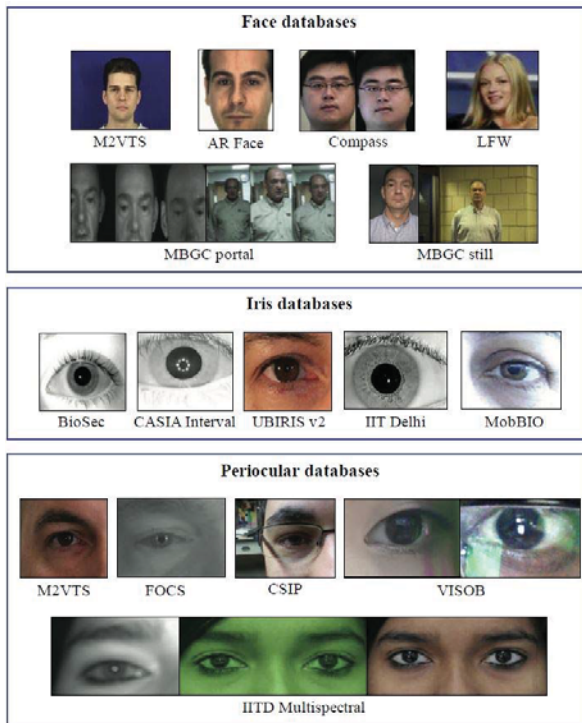 Face databases
M2VTS AR Face Compass LFW
MBGC portal MBGC still
Iris databases
BioSec CASIA Interval UBIRIS v2 IIT Delhi MobBIO
Periocular databases
M2VTS FOCS CSIP VISOB
IITD Multispectral